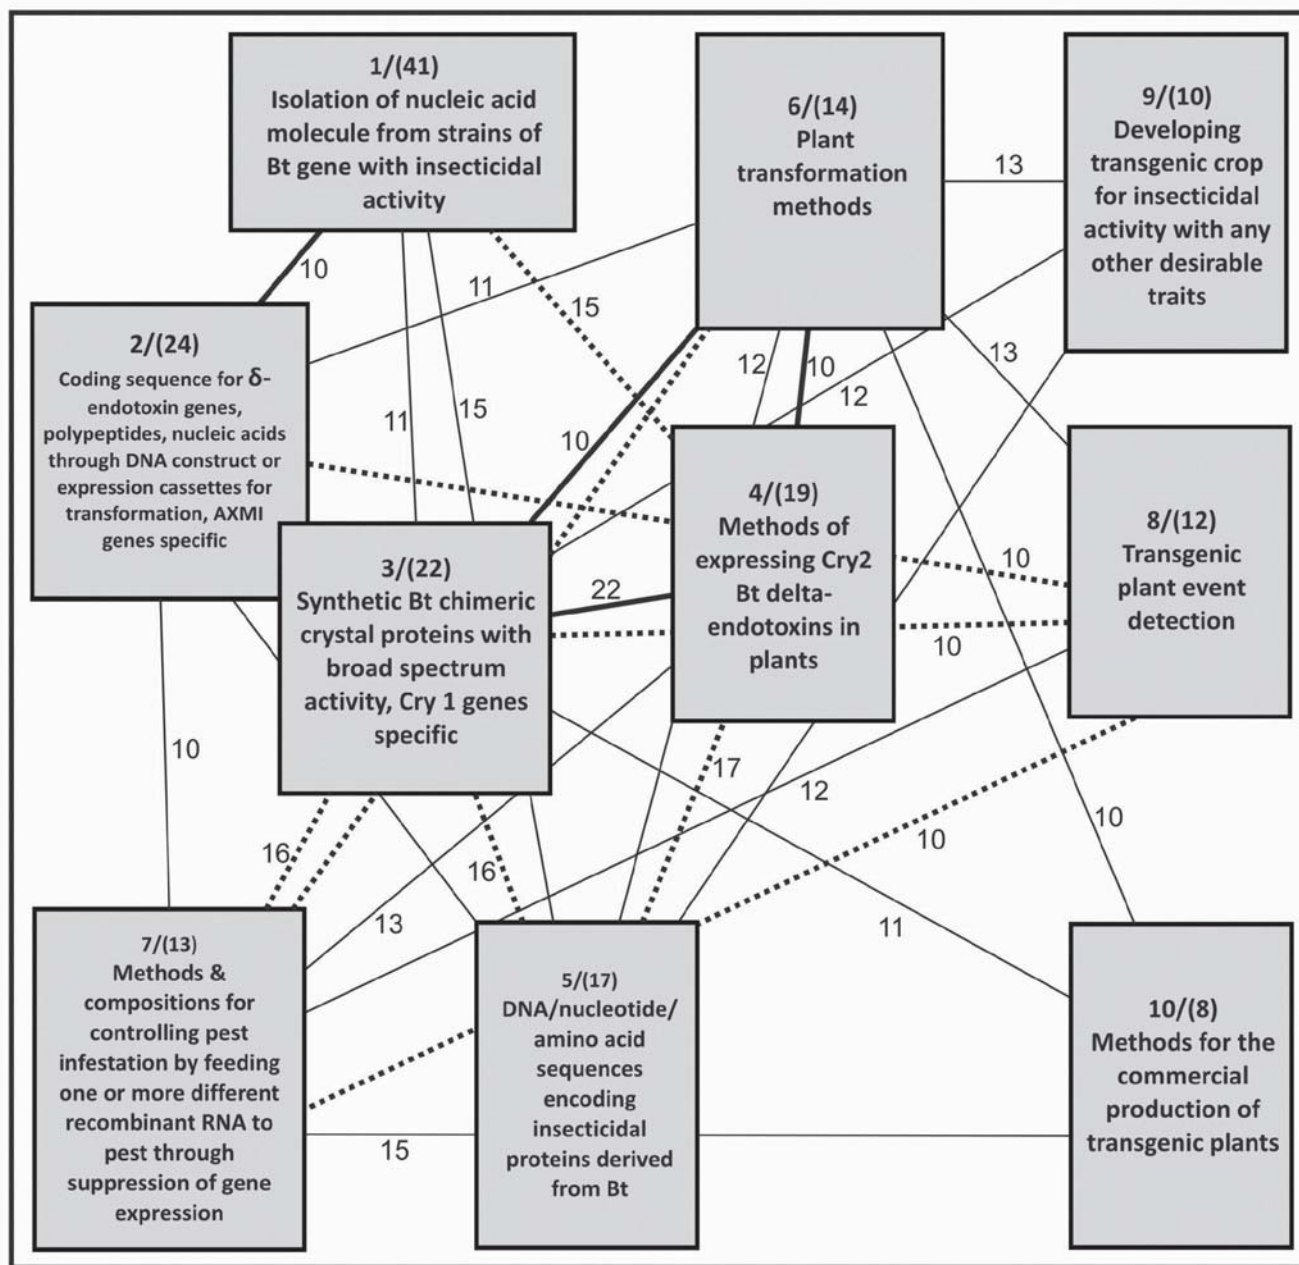 1/(41)
Isolation of nucleic acid
molecule from strains of
Bt gene with insecticidal
activity
6/(14)
Plant
transformation
methods
9/(10)
Developing
transgenic crop
for insecticidal
activity with any
other desirable
traits
13
10
11
15
13
12
10
12
2/(24)
Coding sequence for δ-
endotoxin genes,
polypeptides, nucleic acids
through DNA construct or
expression cassettes for
transformation, AXMI
genes specific
11
15
10
4/(19)
Methods of
expressing Cry2
Bt delta-
endotoxins in
plants
8/(12)
Transgenic
plant event
detection
3/(22)
Synthetic Bt chimeric
crystal proteins with
broad spectrum
activity, Cry 1 genes
specific
22
10
10
10
17
12
16
16
10
10
13
11
7/(13)
Methods &
compositions for
controlling pest
infestation by feeding
one or more different
recombinant RNA to
pest through
suppression of gene
expression
15
5/(17)
DNA/nucleotide/
amino acid
sequences
encoding
insecticidal
proteins derived
from Bt
10/(8)
Methods for the
commercial
production of
transgenic plants